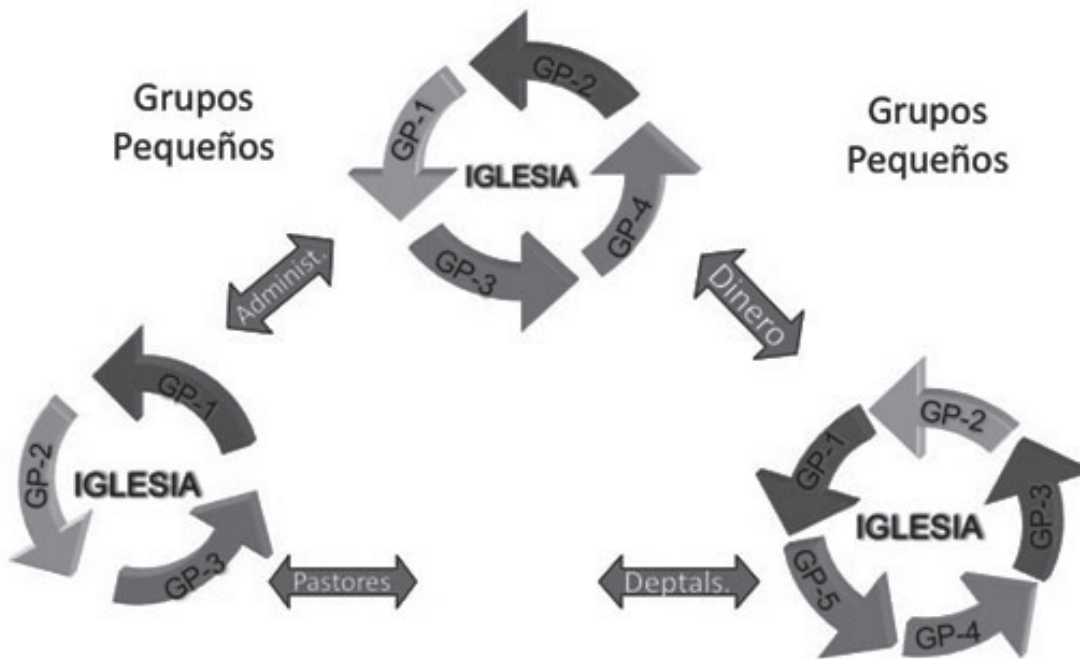 Grupos
Pequeños
GP-2
GP-1
IGLESIA
GP-4
GP-3
Grupos
Pequeños
Administ.
Dinero
GP-1
GP-2
IGLESIA
GP-3
GP-2
GP-1
IGLESIA
GP-3
GP-5
GP-4
Pastores
Deptals.